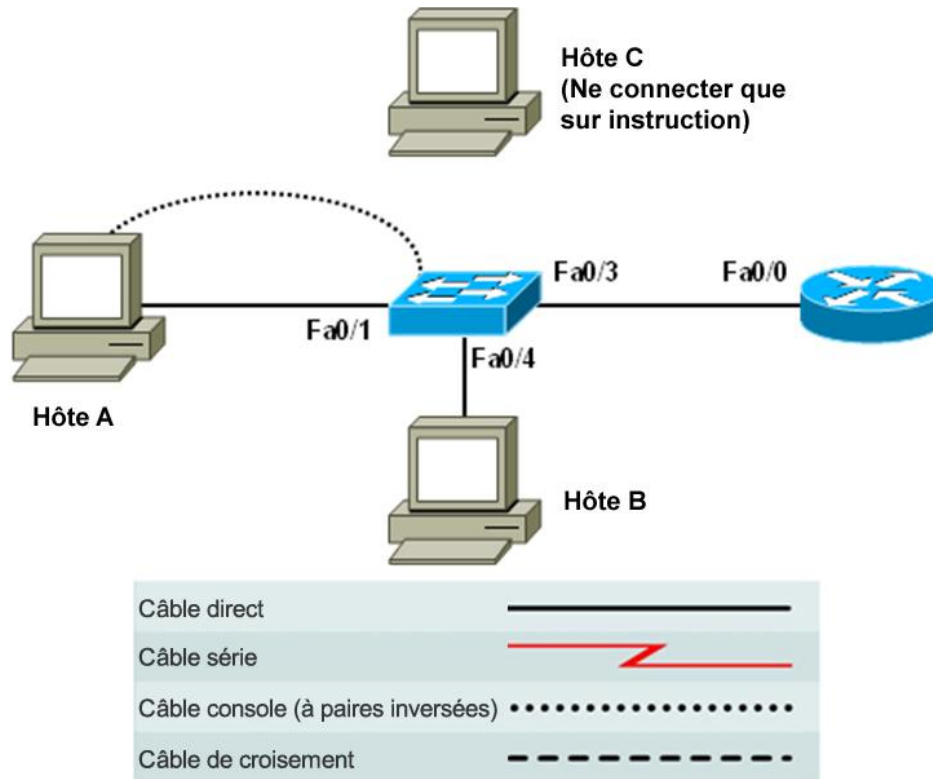 Hôte C
(Ne connecter que
sur instruction)
Fa0/3
Fa0/0
Fa0/1
Fa0/4
Hôte A
Hôte B
Câble direct
Câble série
Câble console (à paires inversées)
Câble de croisement